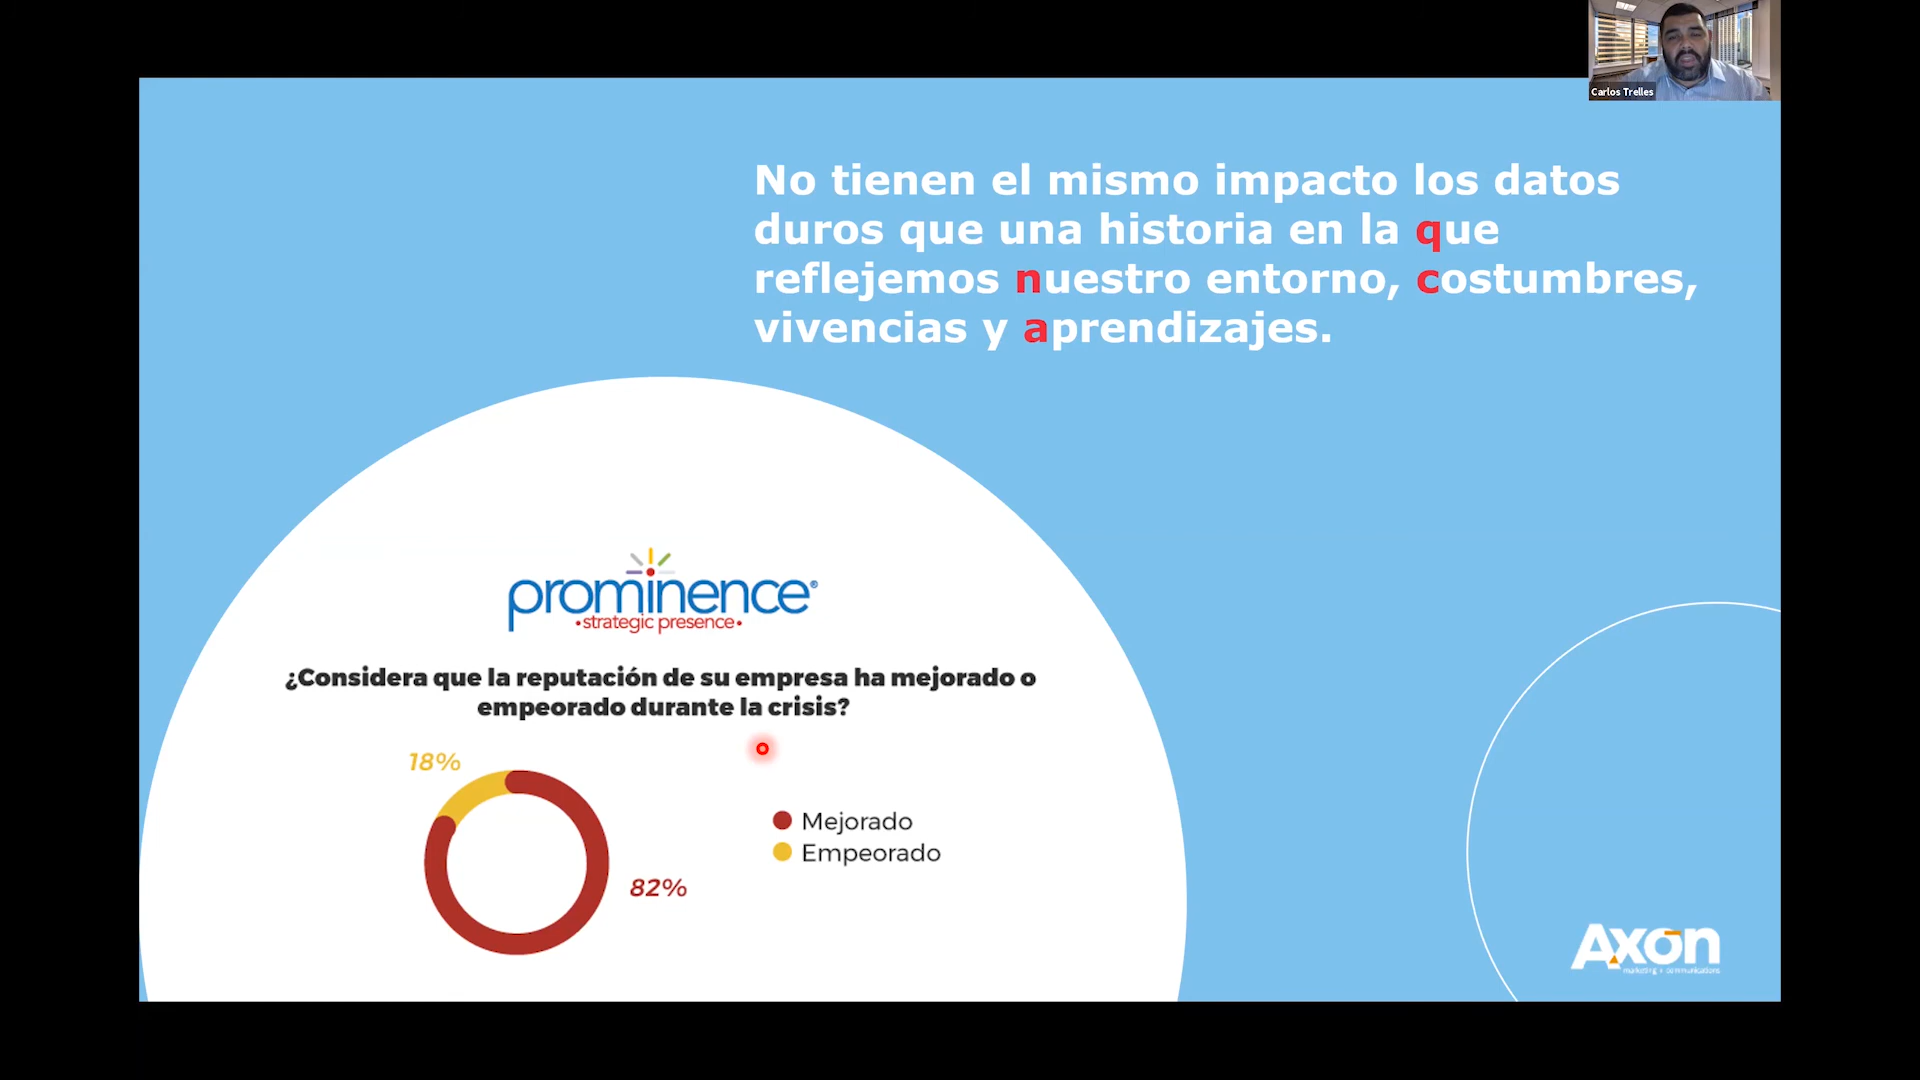 Carlos Trelles
No tienen el mismo impacto los datos
duros que una historia en la que
reflejemos nuestro entorno, costumbres,
vivencias y aprendizajes.
prominence®
•strategic presence•
¿Considera que la reputación de su empresa ha mejorado o
empeorado durante la crisis?
18%
82%
Mejorado
Empeorado
Axon
marketing + communications